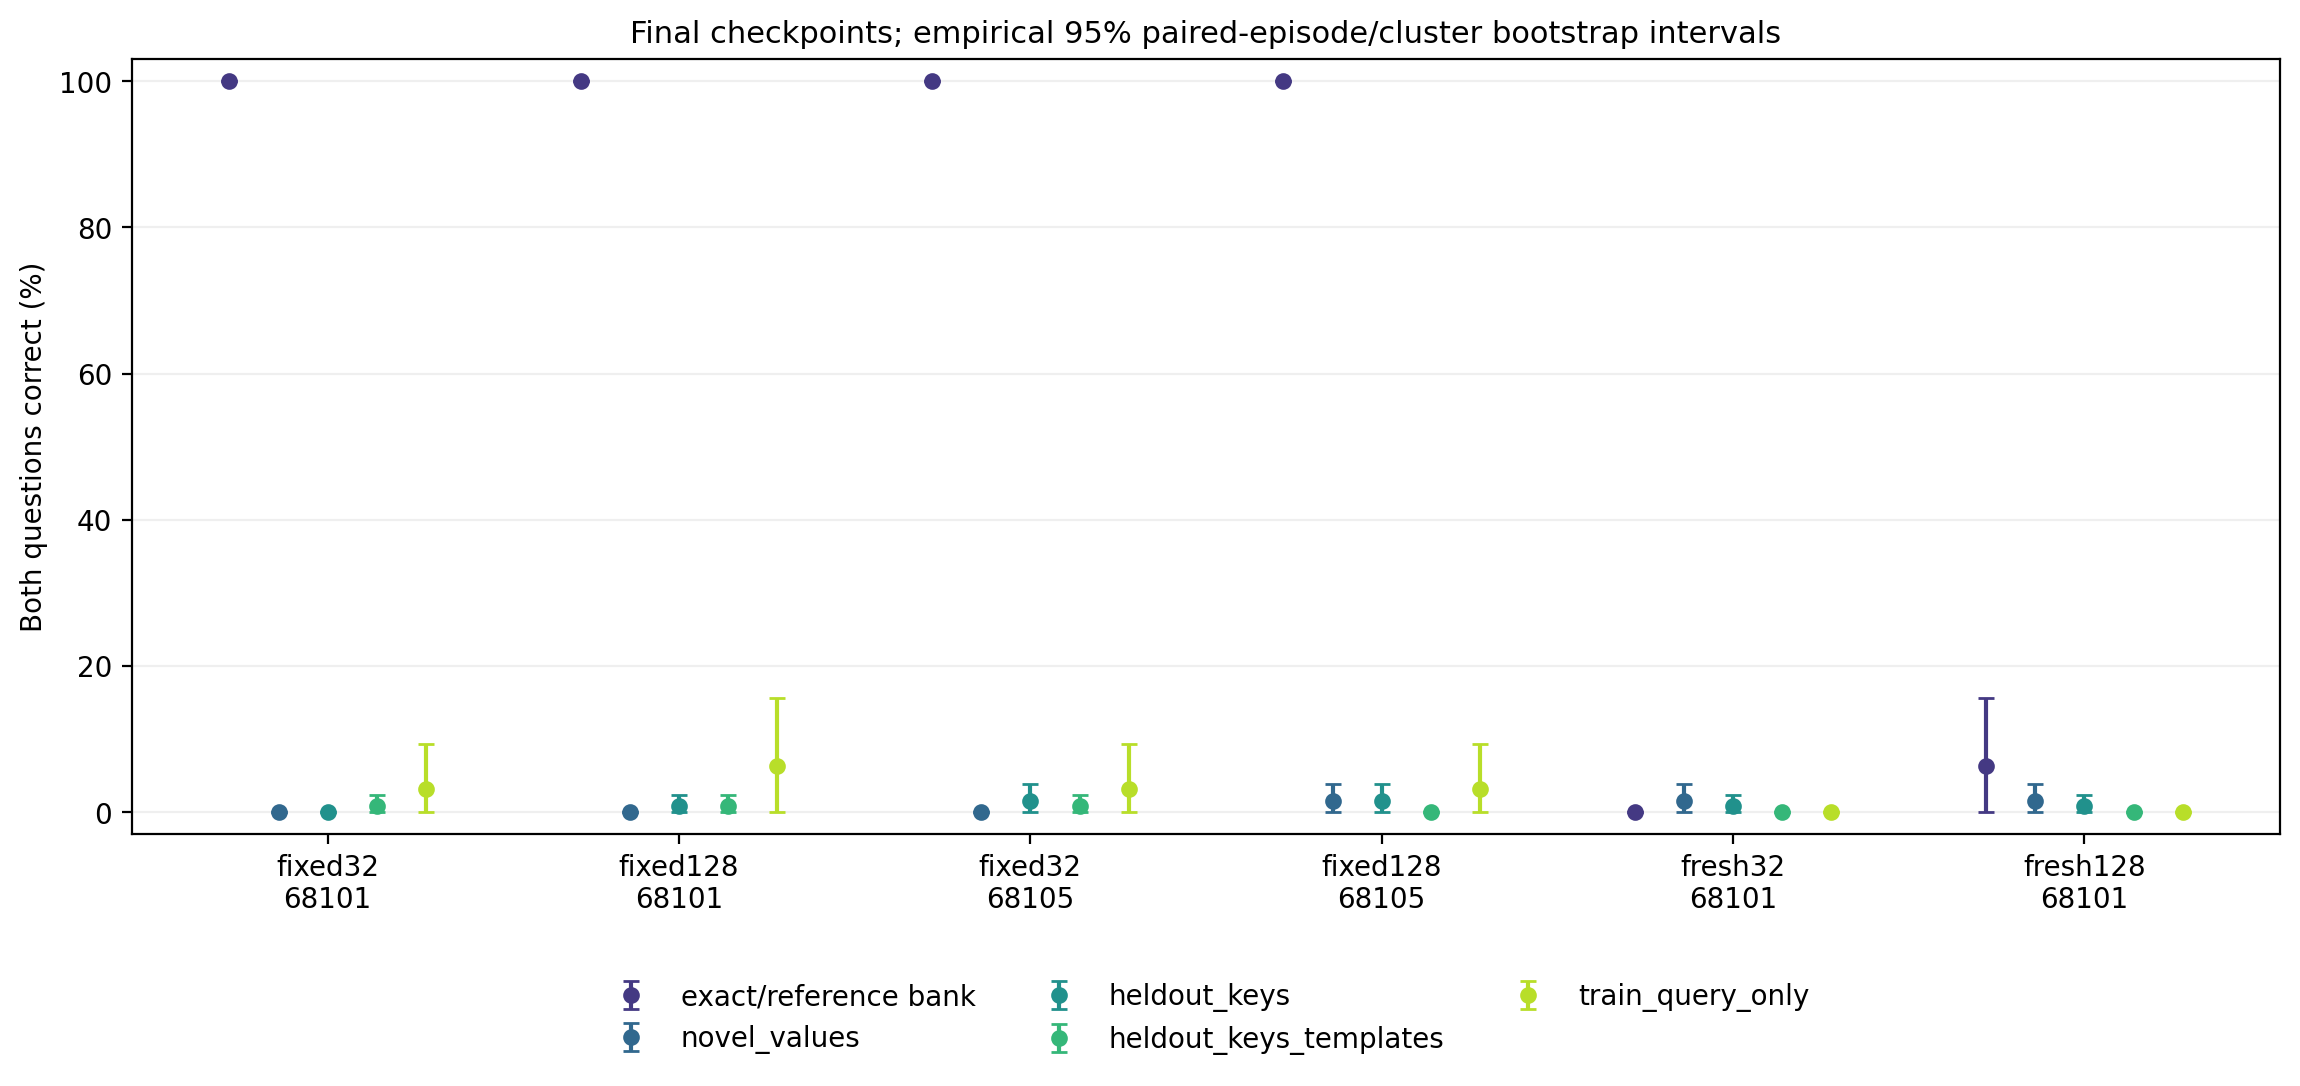 Final checkpoints; empirical 95% paired-episode/cluster bootstrap intervals
Both questions correct (%)
100
80
60
40
20
0
fixed32
68101
fixed128
68101
fixed32
68105
fixed128
68105
fresh32
68101
fresh128
68101
exact/reference bank
novel_values
heldout_keys
heldout_keys_templates
train_query_only